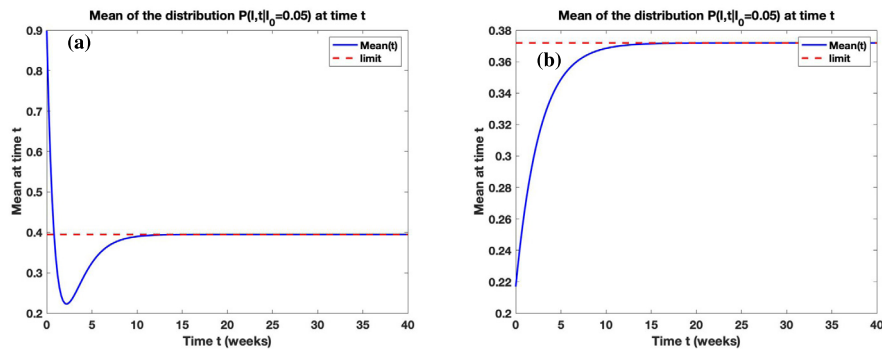 Mean of the distribution P(I,t|I0=0.05) at time t
(a)
Mean(t)
limit
Mean at time t
0.9
0.8
0.7
0.6
0.5
0.4
0.3
0.2
0 5 10 15 20 25 30 35 40
Time t (weeks)
Mean of the distribution P(I,t|I0=0.05) at time t
(b)
Mean(t)
limit
Mean at time t
0.38
0.36
0.34
0.32
0.3
0.28
0.26
0.24
0.22
0.2
0 5 10 15 20 25 30 35 40
Time t (weeks)